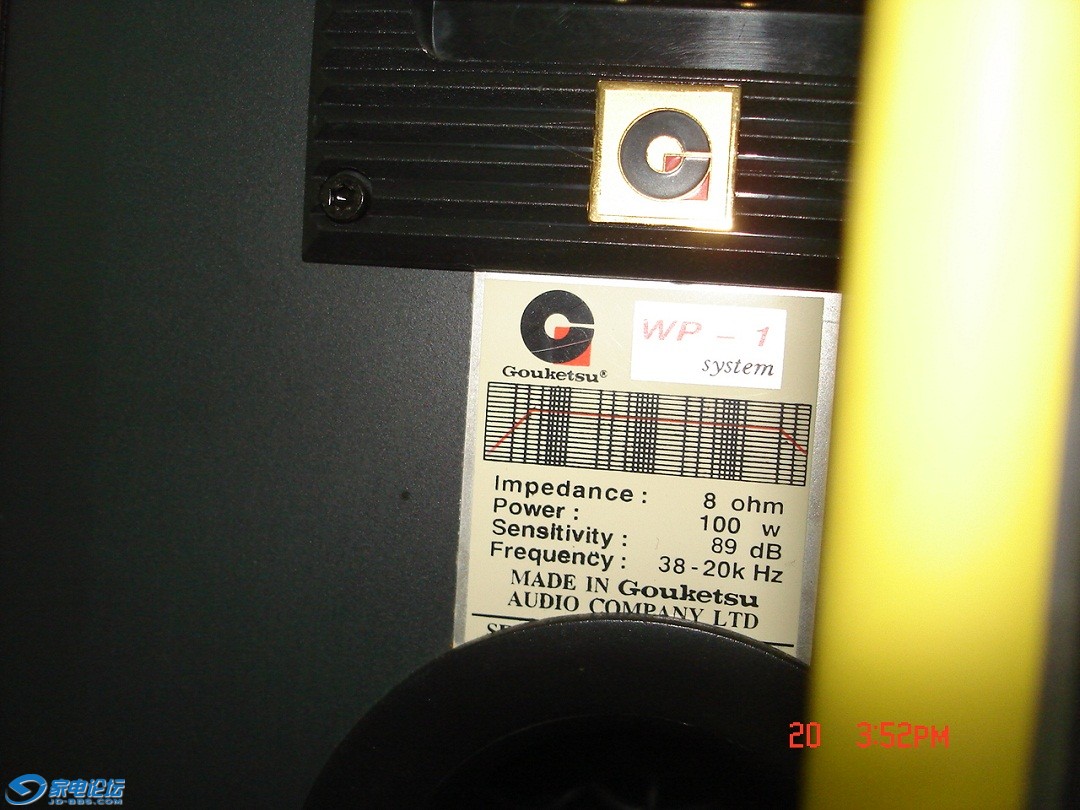 WP - 1
system
Gouketsu®
Impedance : 8 ohm
Power : 100 w
Sensitivity : 89 dB
Frequency : 38-20k Hz
MADE IN Gouketsu
AUDIO COMPANY LTD
20 3:52PM
家电论坛
JD-BBS.COM